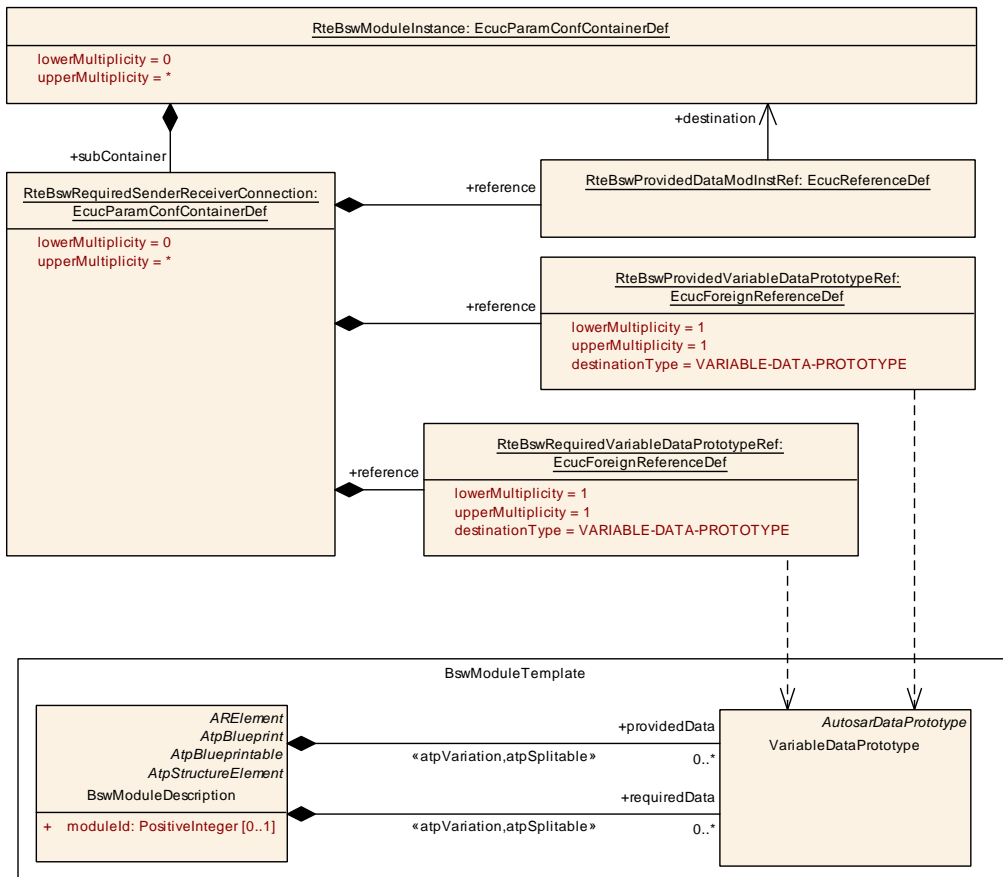 RteBswModuleInstance: EcucParamConfContainerDef
lowerMultiplicity = 0
upperMultiplicity = *
+destination
+subContainer
RteBswRequiredSenderReceiverConnection:
EcucParamConfContainerDef
lowerMultiplicity = 0
upperMultiplicity = *
+reference
RteBswProvidedDataModInstRef: EcucReferenceDef
+reference
RteBswProvidedVariableDataPrototypeRef:
EcucForeignReferenceDef
lowerMultiplicity = 1
upperMultiplicity = 1
destinationType = VARIABLE-DATA-PROTOTYPE
+reference
RteBswRequiredVariableDataPrototypeRef:
EcucForeignReferenceDef
lowerMultiplicity = 1
upperMultiplicity = 1
destinationType = VARIABLE-DATA-PROTOTYPE
BswModuleTemplate
ARElement
AtpBlueprint
AtpBlueprintable
AtpStructureElement
BswModuleDescription
+ moduleId: PositiveInteger [0..1]
+providedData
«atpVariation,atpSplitable»
0..*
+requiredData
«atpVariation,atpSplitable»
0..*
AutosarDataPrototype
VariableDataPrototype